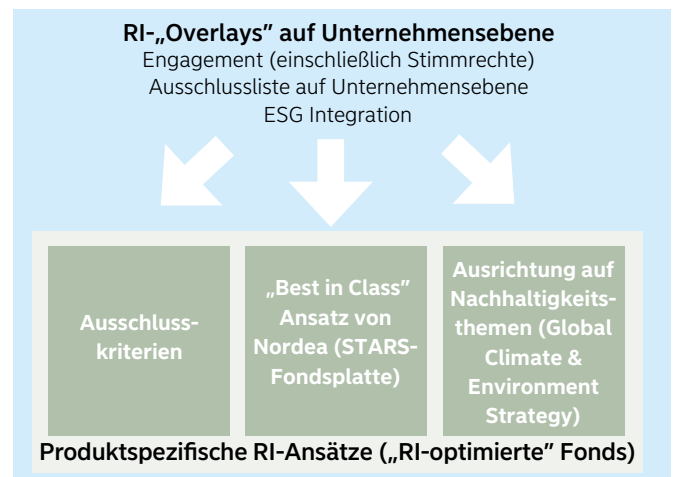 RI-„Overlays” auf Unternehmensebene
Engagement (einschließlich Stimmrechte)
Ausschlussliste auf Unternehmensebene
ESG Integration
Ausschluss-
kriterien
„Best in Class”
Ansatz von
Nordea (STARS-
Fondsplatte)
Ausrichtung auf
Nachhaltigkeits-
themen (Global
Climate &
Environment
Strategy)
Produktspezifische RI-Ansätze („RI-optimierte” Fonds)